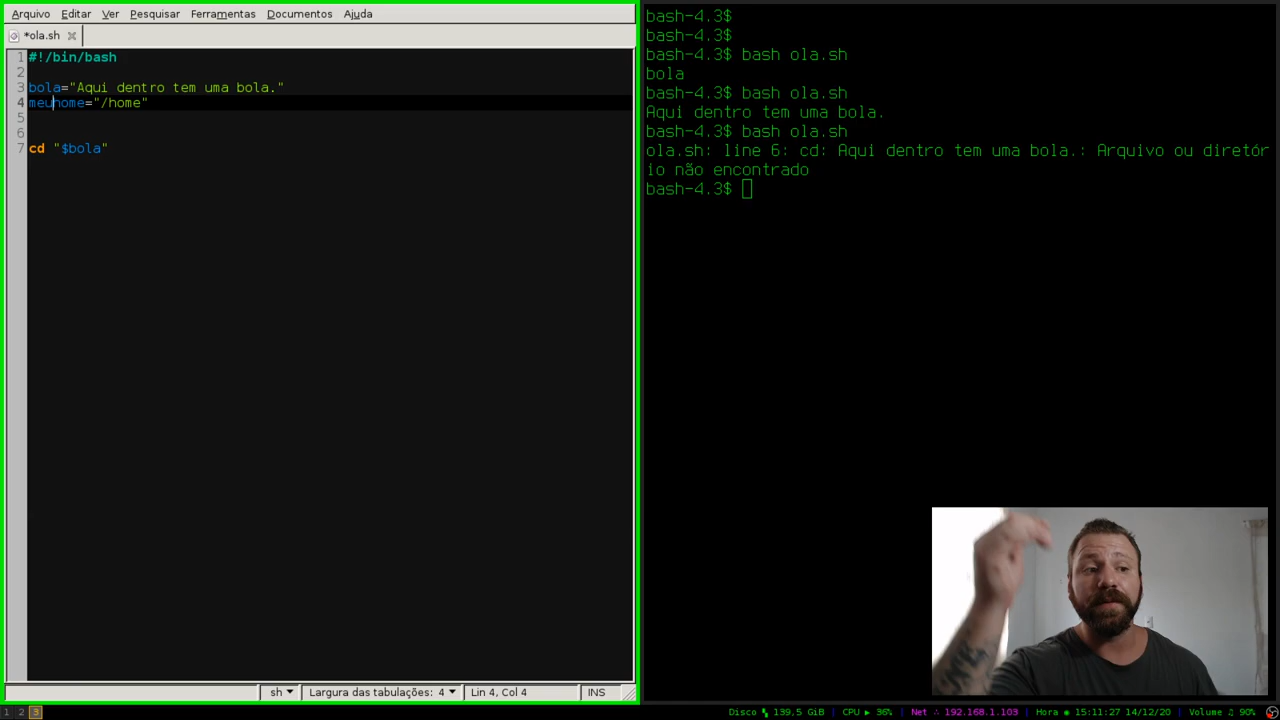 Arquivo Editar Ver Pesquisar Ferramentas Documentos Ajuda
*ola.sh
1 #!/bin/bash
2
3 bola="Aqui dentro tem uma bola."
4 meuhome="/home"
5
6
7 cd "$bola"
sh Largura das tabulações: 4 Lin 4, Col 4 INS
bash-4.3$
bash-4.3$
bash-4.3$ bash ola.sh
bola
bash-4.3$ bash ola.sh
Aqui dentro tem uma bola.
bash-4.3$ bash ola.sh
ola.sh: line 6: cd: Aqui dentro tem uma bola.: Arquivo ou diretór
io não encontrado
bash-4.3$
1 2 3 Disco 139,5 GiB | CPU 36% | Net 192.168.1.103 | Hora 15:11:27 14/12/20 | Volume 90%